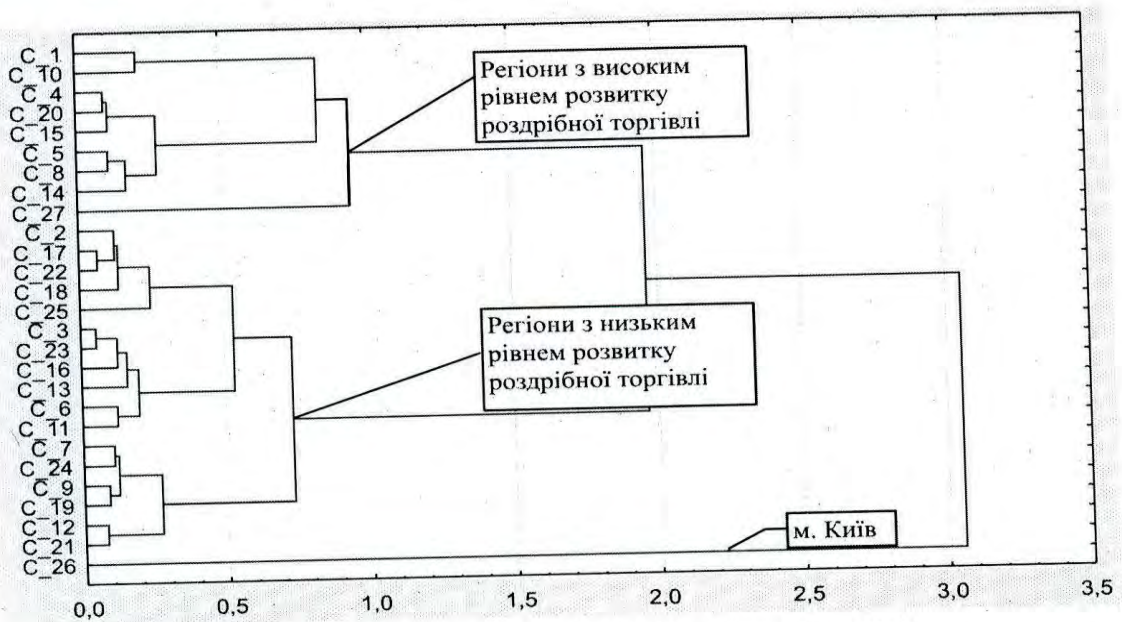 C_1
C_10
C_4
C_20
C_15
C_5
C_8
C_14
C_27
C_2
C_17
C_22
C_18
C_25
C_3
C_23
C_16
C_13
C_6
C_11
C_7
C_24
C_9
C_19
C_12
C_21
C_26
Регіони з високим
рівнем розвитку
роздрібної торгівлі
Регіони з низьким
рівнем розвитку
роздрібної торгівлі
м. Київ
0,0 0,5 1,0 1,5 2,0 2,5 3,0 3,5